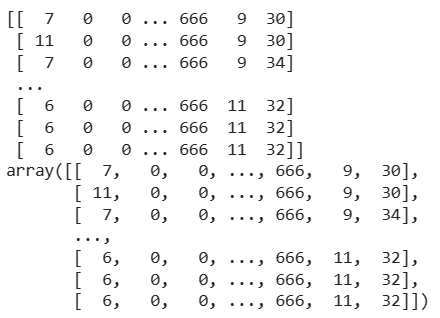 [[  7   0   0 ... 666   9  30]
 [ 11   0   0 ... 666   9  30]
 [  7   0   0 ... 666   9  34]
 ...
 [  6   0   0 ... 666  11  32]
 [  6   0   0 ... 666  11  32]
 [  6   0   0 ... 666  11  32]]
array([[  7,   0,   0, ..., 666,   9,  30],
       [ 11,   0,   0, ..., 666,   9,  30],
       [  7,   0,   0, ..., 666,   9,  34],
       ...,
       [  6,   0,   0, ..., 666,  11,  32],
       [  6,   0,   0, ..., 666,  11,  32],
       [  6,   0,   0, ..., 666,  11,  32]])